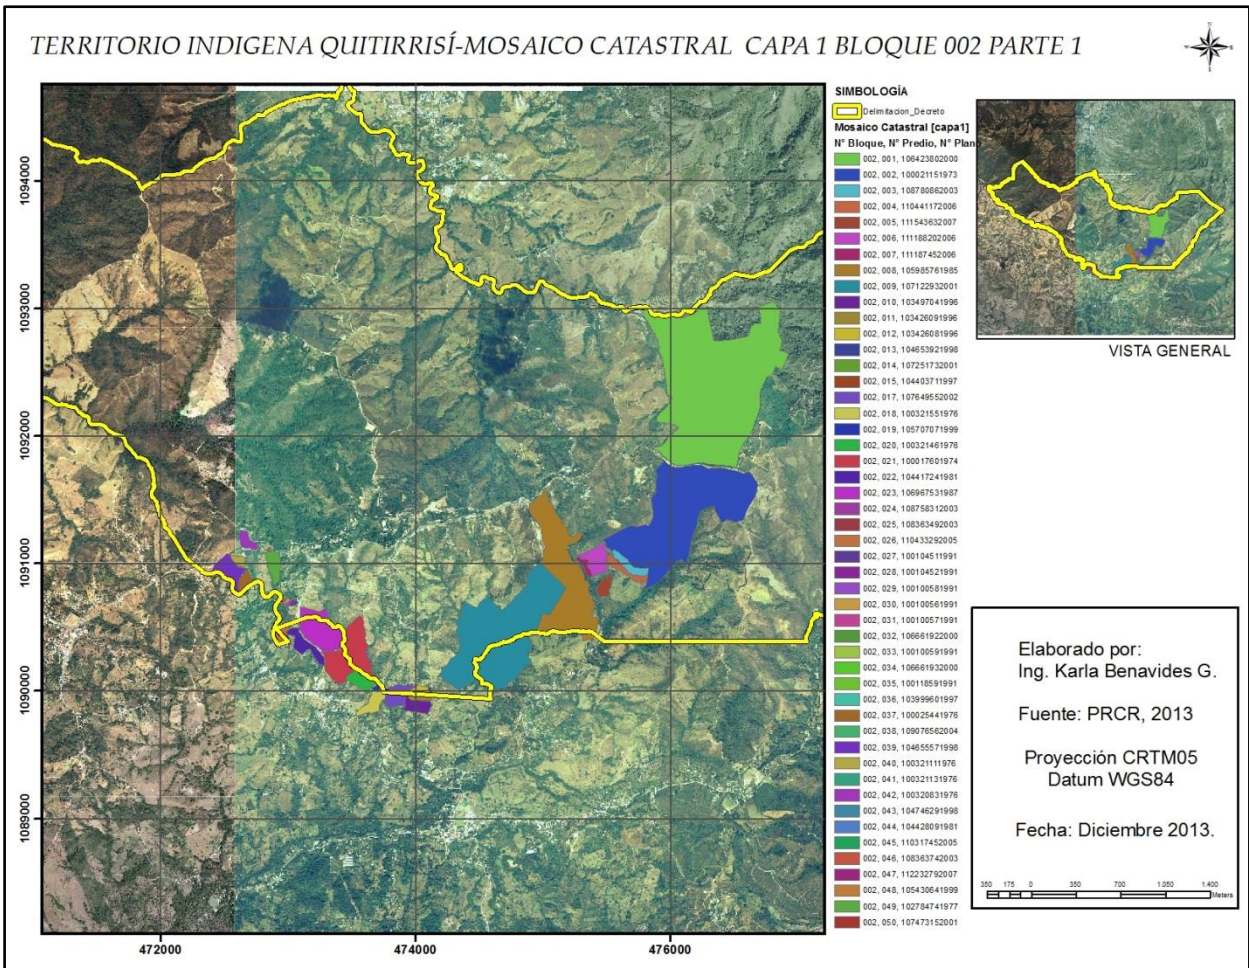 TERRITORIO INDIGENA QUITIRRISÍ-MOSAICO CATASTRAL CAPA 1 BLOQUE 002 PARTE 1
SIMBOLOGÍA
Delimitacion_Decreto
Mosaico Catastral [capa1]
N° Bloque, N° Predio, N° Plano
002, 001, 106423802000
002, 002, 100021151973
002, 003, 108780862003
002, 004, 110441172006
002, 005, 111543632007
002, 006, 111188202006
002, 007, 111187452006
002, 008, 105985761985
002, 009, 107122932001
002, 010, 103497041996
002, 011, 103426091996
002, 012, 103426081996
002, 013, 104653921998
002, 014, 107251732001
002, 015, 104403711997
002, 017, 107649552002
002, 018, 100321551976
002, 019, 105707071999
002, 020, 100321461976
002, 021, 100017601974
002, 022, 104417241981
002, 023, 106967531987
002, 024, 108758312003
002, 025, 108363492003
002, 026, 110433292005
002, 027, 100104511991
002, 028, 100104521991
002, 029, 100100581991
002, 030, 100100561991
002, 031, 100100571991
002, 032, 106661922000
002, 033, 100100591991
002, 034, 106661932000
002, 035, 100118591991
002, 036, 103999601997
002, 037, 100025441976
002, 038, 109076562004
002, 039, 104655571998
002, 040, 100321111976
002, 041, 100321131976
002, 042, 100320831976
002, 043, 104746291998
002, 044, 104428091981
002, 045, 110317452005
002, 046, 108363742003
002, 047, 112232792007
002, 048, 105430641999
002, 049, 102784741977
002, 050, 107473152001
VISTA GENERAL
Elaborado por:
Ing. Karla Benavides G.
Fuente: PRCR, 2013
Proyección CRTM05
Datum WGS84
Fecha: Diciembre 2013.
350 175 0 350 700 1,050 1,400
Meters
1094000
1093000
1092000
1091000
1090000
1089000
472000 474000 476000